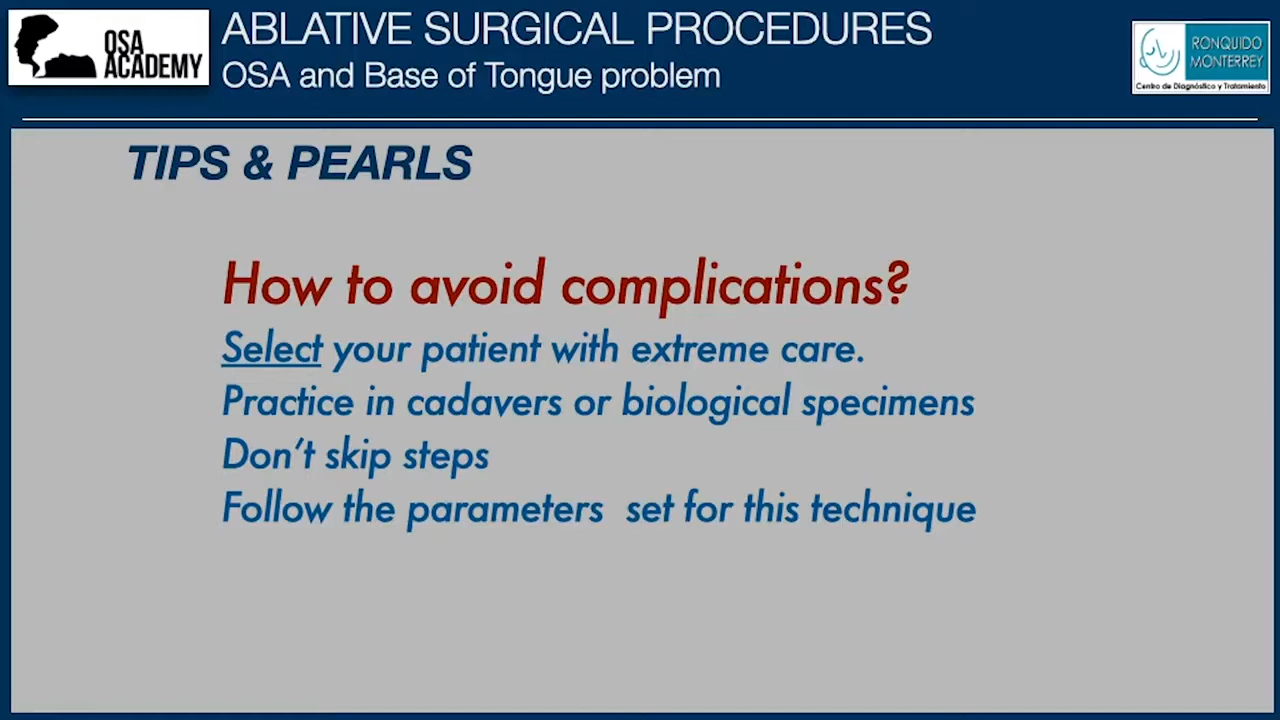 OSA
ACADEMY
ABLATIVE SURGICAL PROCEDURES
OSA and Base of Tongue problem
RONQUIDO
MONTERREY
Centro de Diagnóstico y Tratamiento
TIPS & PEARLS
How to avoid complications?
Select your patient with extreme care.
Practice in cadavers or biological specimens
Don't skip steps
Follow the parameters  set for this technique